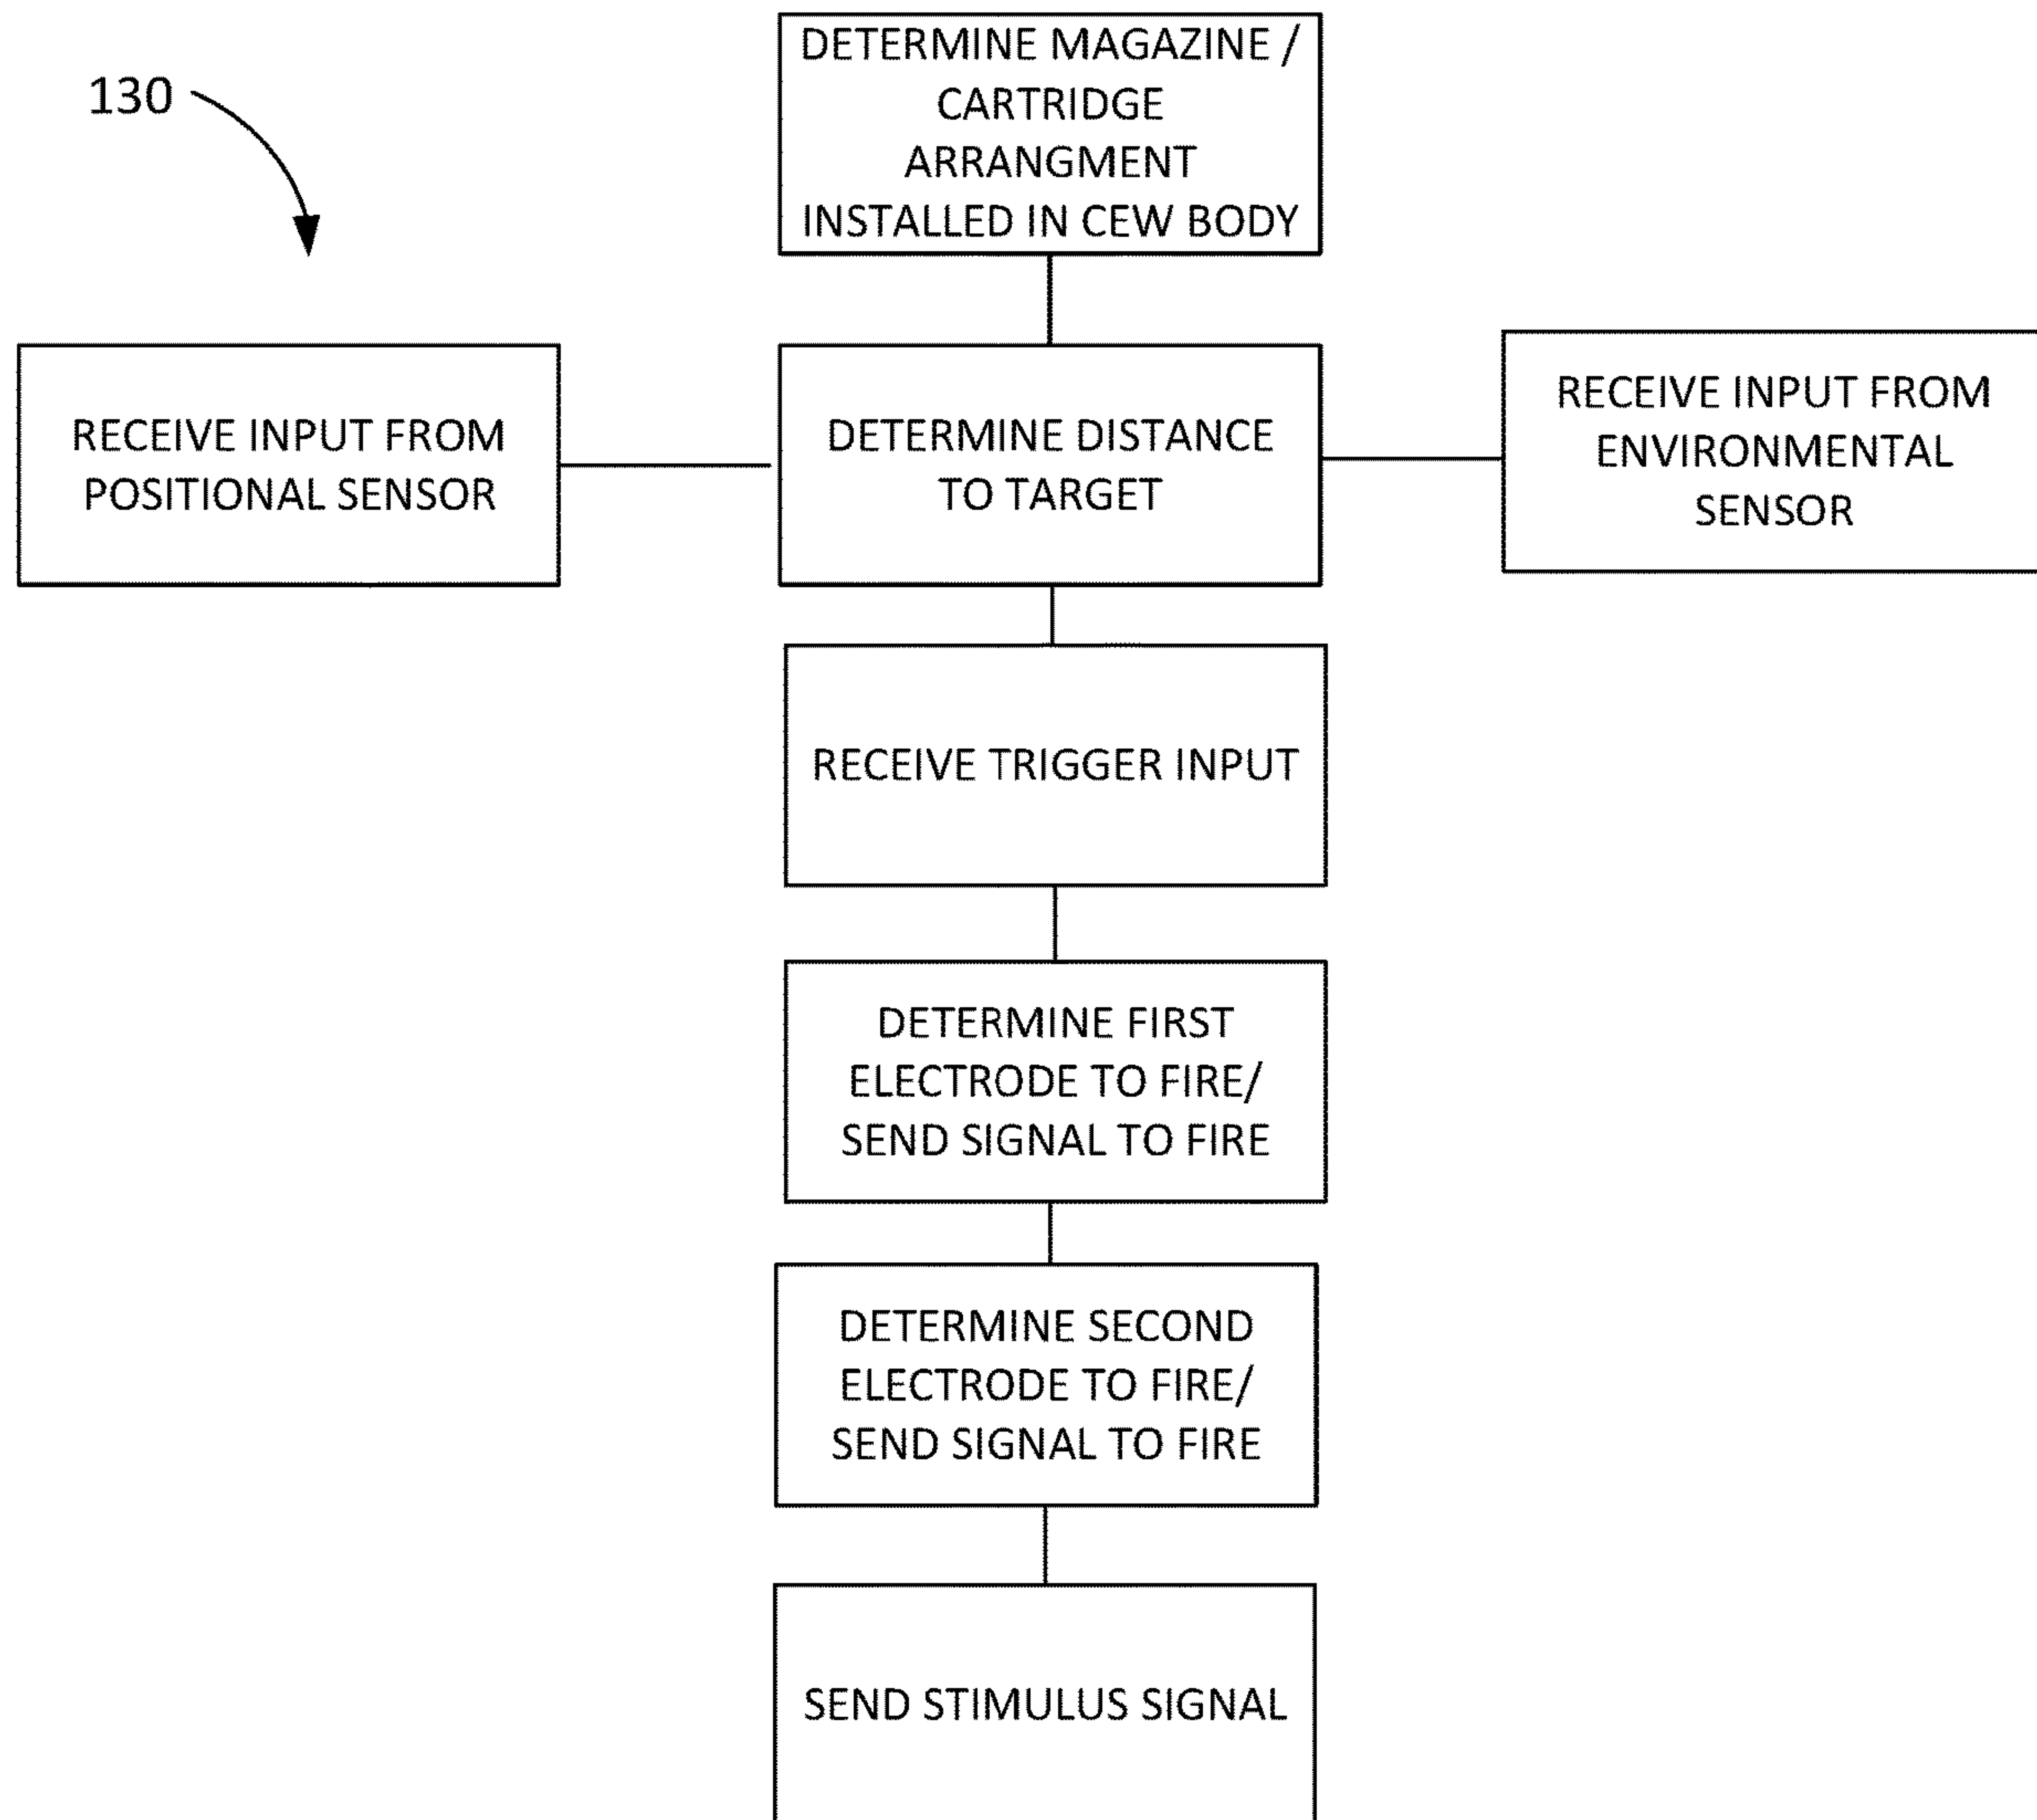 130
DETERMINE MAGAZINE /
CARTRIDGE
ARRANGMENT
INSTALLED IN CEW BODY
RECEIVE INPUT FROM
POSITIONAL SENSOR
DETERMINE DISTANCE
TO TARGET
RECEIVE INPUT FROM
ENVIRONMENTAL
SENSOR
RECEIVE TRIGGER INPUT
DETERMINE FIRST
ELECTRODE TO FIRE/
SEND SIGNAL TO FIRE
DETERMINE SECOND
ELECTRODE TO FIRE/
SEND SIGNAL TO FIRE
SEND STIMULUS SIGNAL